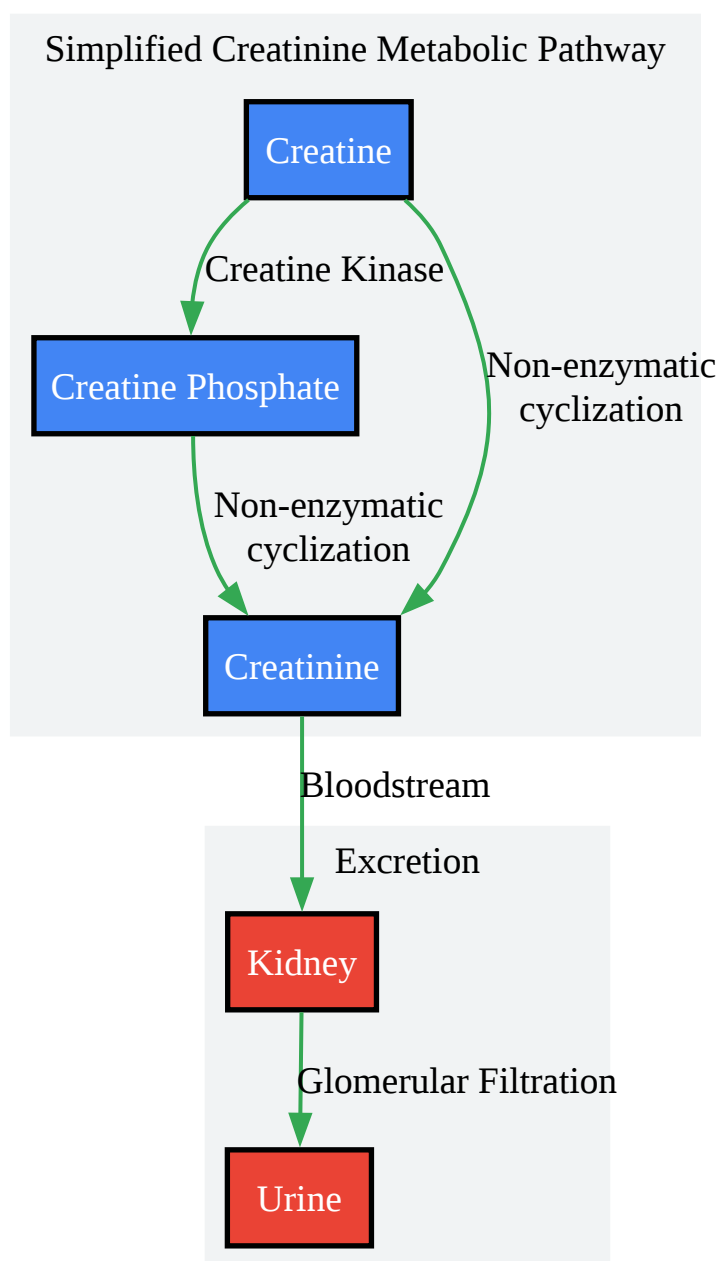 Simplified Creatinine Metabolic Pathway
Creatine
Creatine Kinase
Non-enzymatic
cyclization
Creatine Phosphate
Non-enzymatic
cyclization
Creatinine
Bloodstream
Excretion
Kidney
Glomerular Filtration
Urine